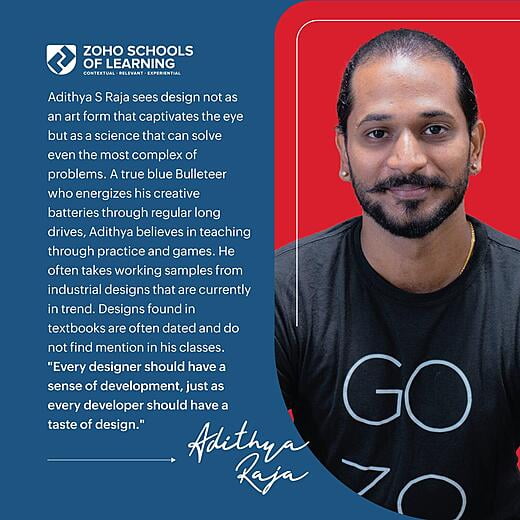 ZOHO SCHOOLS
OF LEARNING
CONTEXTUAL • RELEVANT • EXPERIENTIAL
Adithya S Raja sees design not as
an art form that captivates the eye
but as a science that can solve
even the most complex of
problems. A true blue Bulleteer
who energizes his creative
batteries through regular long
drives, Adithya believes in teaching
through practice and games. He
often takes working samples from
industrial designs that are currently
in trend. Designs found in
textbooks are often dated and do
not find mention in his classes.
"Every designer should have a
sense of development, just as
every developer should have a
taste of design."
Adithya
Raja
GO
ZO